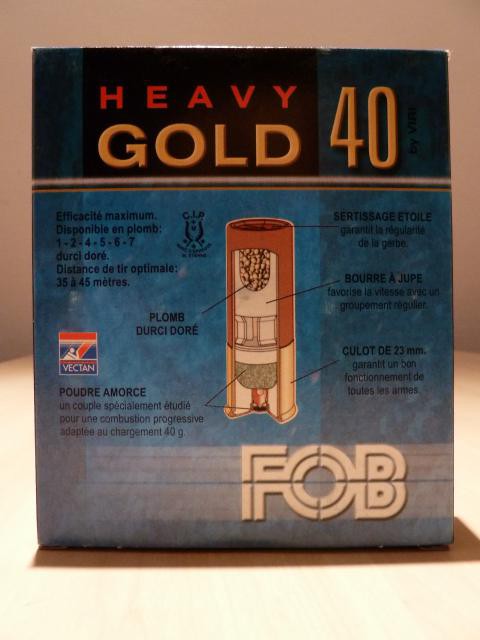 HEAVY
GOLD 40
by VIRI
Efficacité maximum.
Disponible en plomb:
1 - 2 - 4 - 5 - 6 - 7
durci doré.
Distance de tir optimale:
35 à 45 mètres.
C.I.P.
SERTISSAGE ETOILE
garantit la régularité
de la gerbe.
BOURRE À JUPE
favorise la vitesse avec un
groupement régulier.
PLOMB
DURCI DORÉ
CULOT DE 23 mm.
garantit un bon
fonctionnement de
toutes les armes.
VECTAN
POUDRE AMORCE
un couple spécialement étudié
pour une combustion progressive
adaptée au chargement 40 g.
FOB